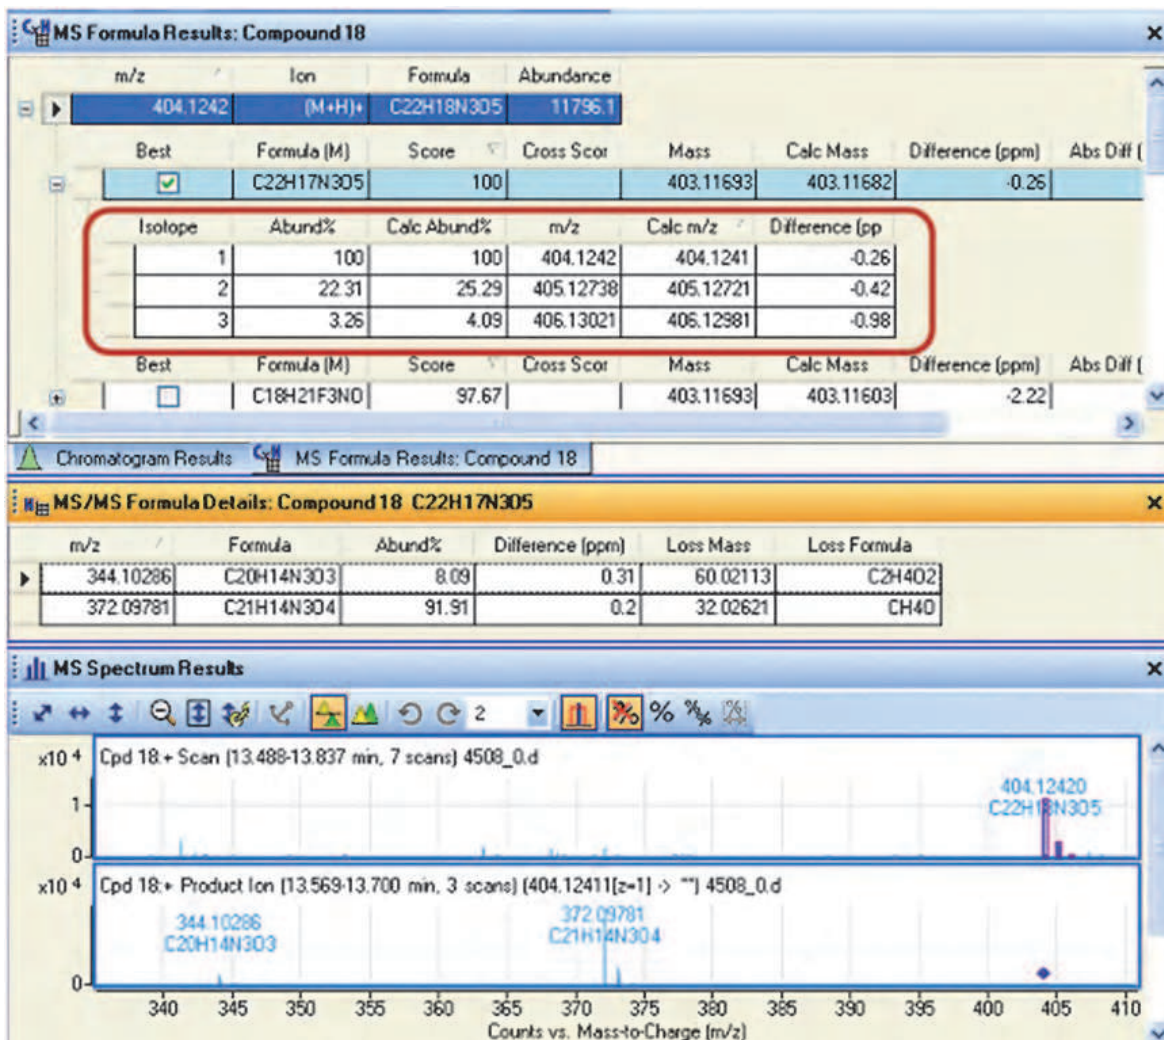 MS Formula Results: Compound 18
m/z Ion Formula Abundance
404.1242 (M+H)+ C22H18N3O5 11796.1
Best Formula (M) Score Cross Scor Mass Calc Mass Difference (ppm) Abs Diff (
C22H17N3O5 100 403.11693 403.11682 -0.26
Isotope Abund% Calc Abund% m/z Calc m/z Difference (pp
1 100 100 404.1242 404.1241 -0.26
2 22.31 25.29 405.12738 405.12721 -0.42
3 3.26 4.09 406.13021 406.12981 -0.98
Best Formula (M) Score Cross Scor Mass Calc Mass Difference (ppm) Abs Diff (
C18H21F3NO 97.67 403.11693 403.11603 -2.22
Chromatogram Results MS Formula Results: Compound 18
MS/MS Formula Details: Compound 18 C22H17N3O5
m/z Formula Abund% Difference (ppm) Loss Mass Loss Formula
344.10286 C20H14N3O3 8.09 0.31 60.02113 C2H4O2
372.09781 C21H14N3O4 91.91 0.2 32.02621 CH4O
MS Spectrum Results
2
x10 4 Cpd 18:+ Scan (13.488-13.837 min, 7 scans) 4508_0.d
404.12420
C22H18N3O5
1
0
x10 4 Cpd 18:+ Product Ion (13.569-13.700 min, 3 scans) (404.12411[z=1] -> "") 4508_0.d
344.10286
C20H14N3O3
372.09781
C21H14N3O4
0
340 345 350 355 360 365 370 375 380 385 390 395 400 405 410
Counts vs. Mass-to-Charge (m/z)